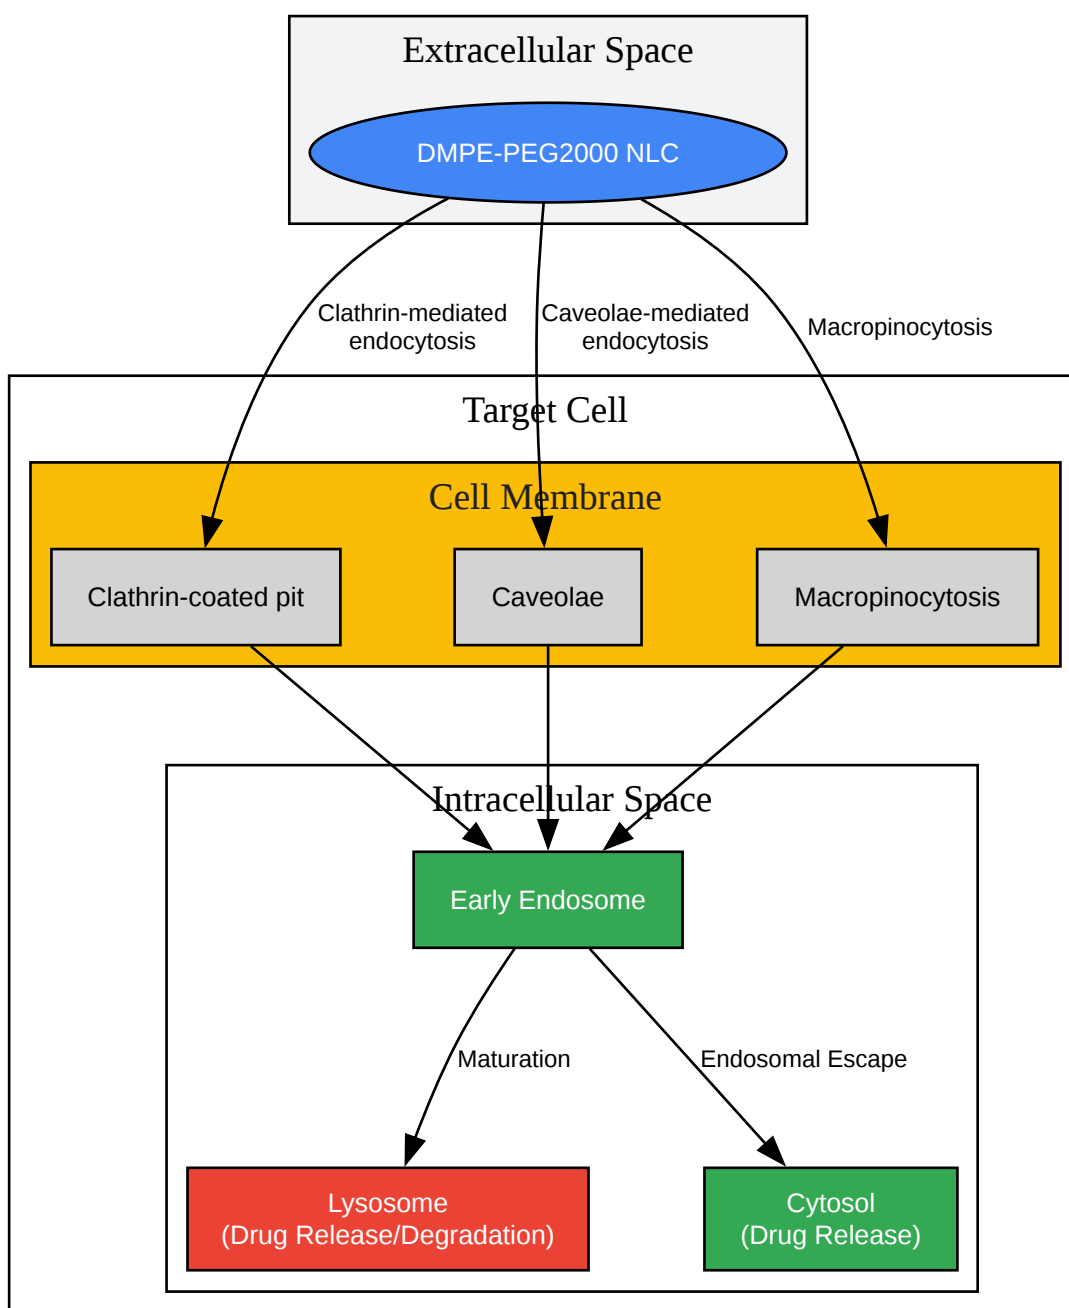 Extracellular Space
DMPE-PEG2000 NLC
Clathrin-mediated
endocytosis
Caveolae-mediated
endocytosis
Macropinocytosis
Target Cell
Cell Membrane
Clathrin-coated pit
Caveolae
Macropinocytosis
Intracellular Space
Early Endosome
Maturation
Endosomal Escape
Lysosome
(Drug Release/Degradation)
Cytosol
(Drug Release)